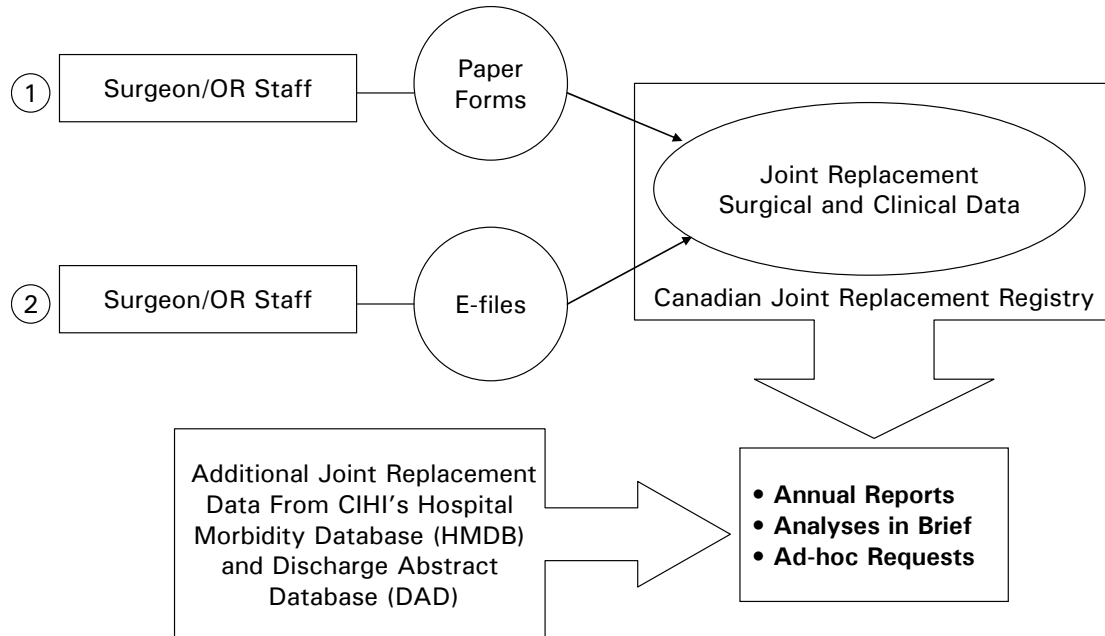 1
Surgeon/OR Staff
Paper
Forms
Joint Replacement
Surgical and Clinical Data
2
Surgeon/OR Staff
E-files
Canadian Joint Replacement Registry
Additional Joint Replacement
Data From CIHI's Hospital
Morbidity Database (HMDB)
and Discharge Abstract
Database (DAD)
• Annual Reports
• Analyses in Brief
• Ad-hoc Requests